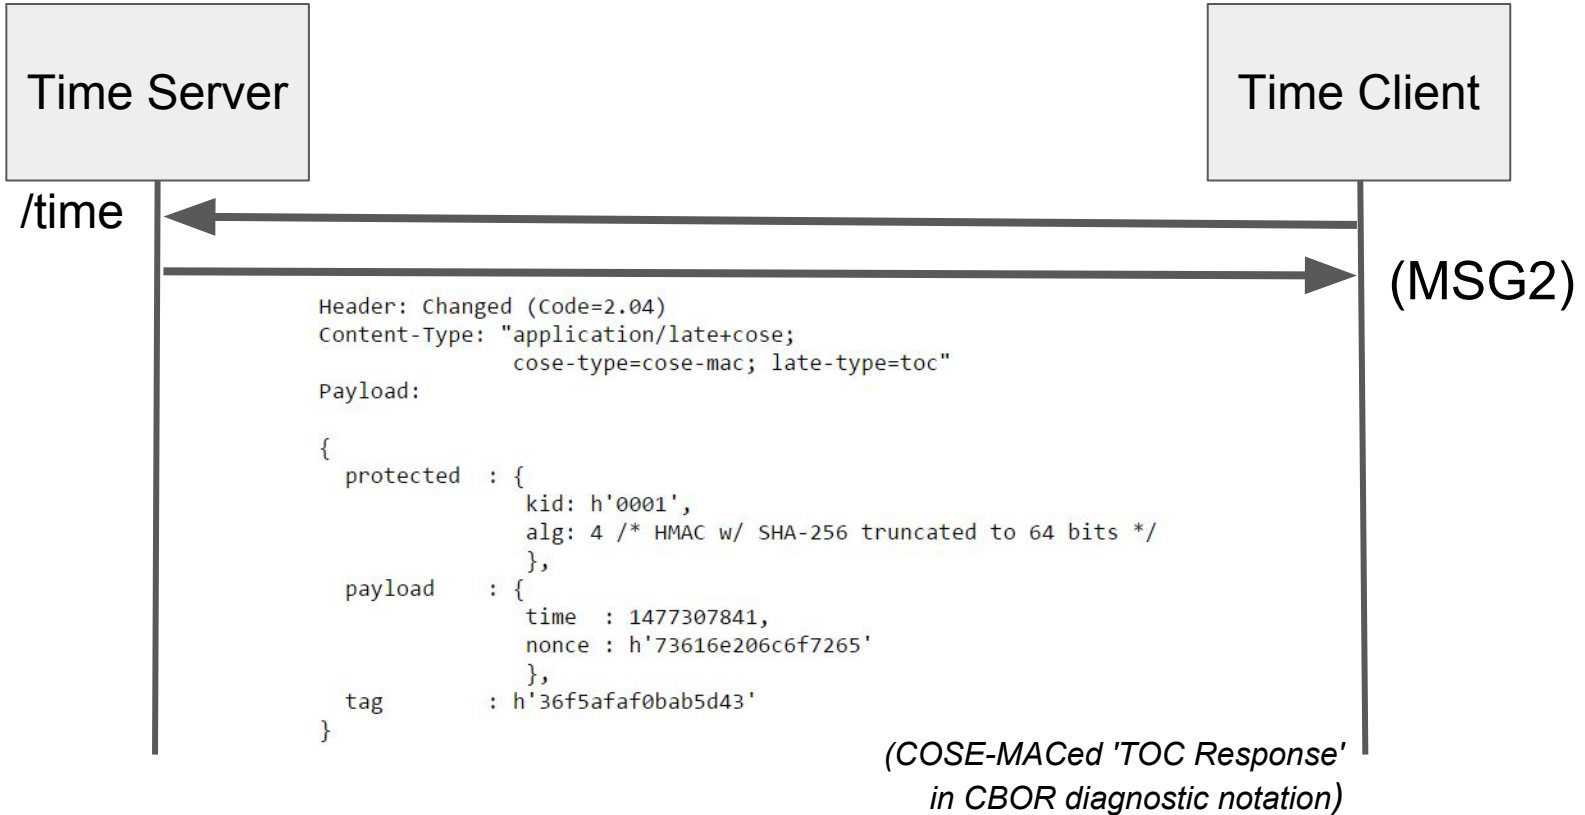 Time Server
Time Client
/time
(MSG2)
Header: Changed (Code=2.04)
Content-Type: "application/late+cose;
cose-type=cose-mac; late-type=toc"
Payload:
{
protected : {
kid: h'0001',
alg: 4 /* HMAC w/ SHA-256 truncated to 64 bits */
},
payload : {
time : 1477307841,
nonce : h'73616e206c6f7265'
},
tag : h'36f5afaf0bab5d43'
}
(COSE-MACed 'TOC Response'
in CBOR diagnostic notation)